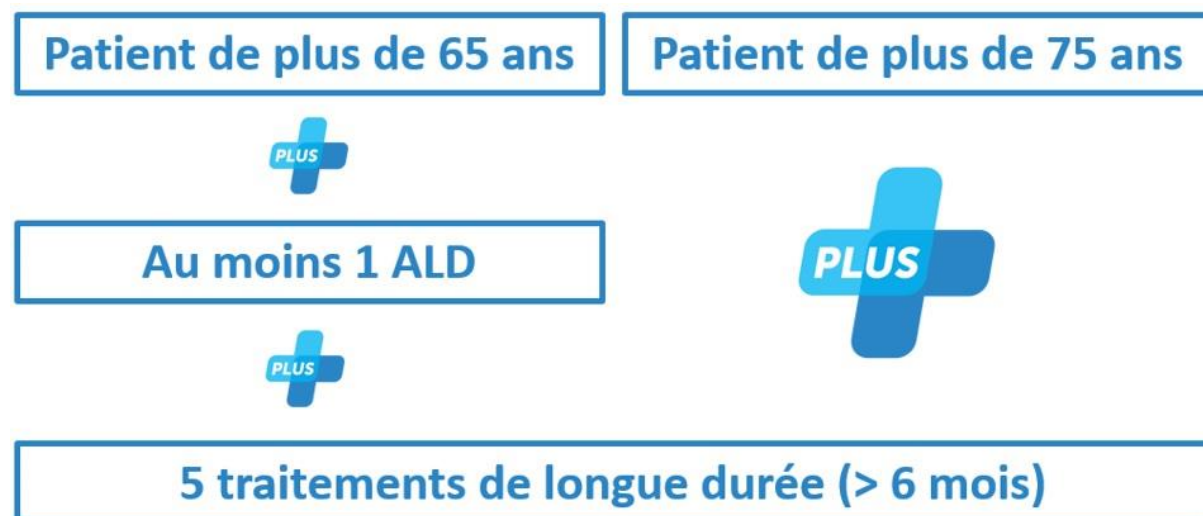 Patient de plus de 65 ans
Patient de plus de 75 ans
PLUS
Au moins 1 ALD
PLUS
PLUS
5 traitements de longue durée (> 6 mois)